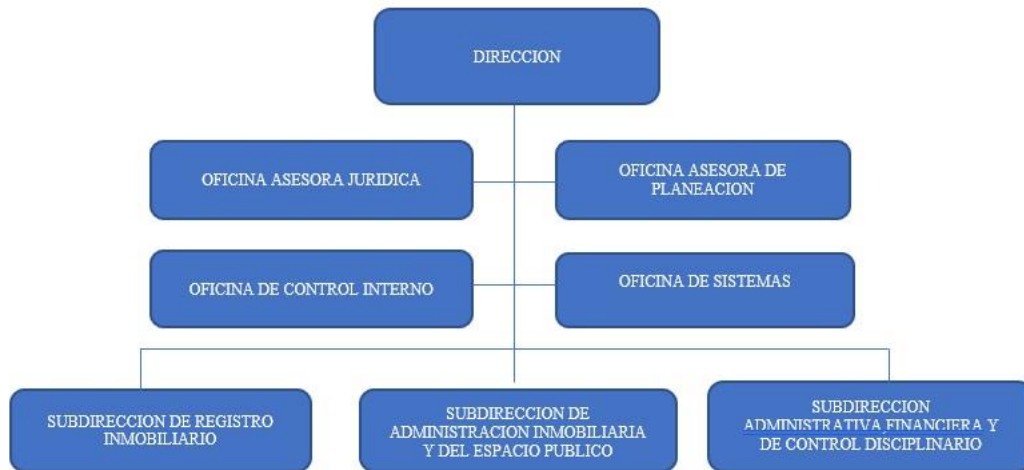 DIRECCION
OFICINA ASESORA JURIDICA
OFICINA ASESORA DE
PLANEACION
OFICINA DE CONTROL INTERNO
OFICINA DE SISTEMAS
SUBDIRECCION DE REGISTRO
INMOBILIARIO
SUBDIRECCION DE
ADMINISTRACION INMOBILIARIA
Y DEL ESPACIO PUBLICO
SUBDIRECCION
ADMINISTRATIVA FINANCIERA Y
DE CONTROL DISCIPLINARIO